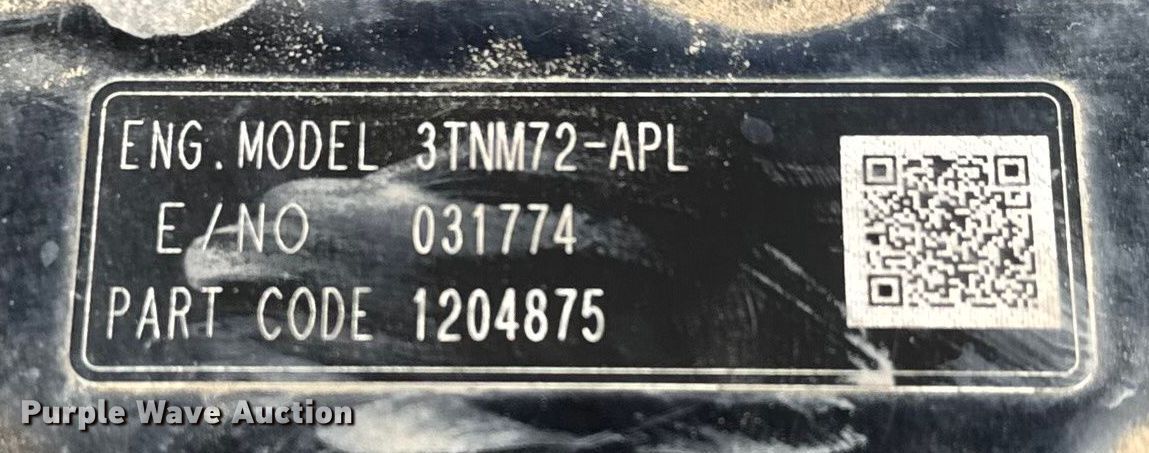 ENG.MODEL 3TNM72-APL
E/NO 031774
PART CODE 1204875
Purple Wave Auction